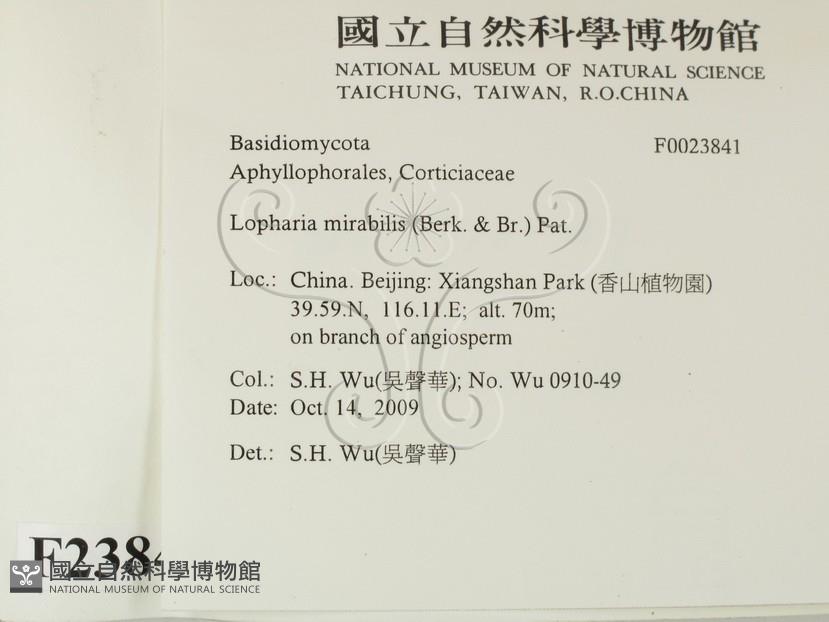 國立自然科學博物館
NATIONAL MUSEUM OF NATURAL SCIENCE
TAICHUNG, TAIWAN, R.O.CHINA
Basidiomycota F0023841
Aphyllophorales, Corticiaceae
Lopharia mirabilis (Berk. & Br.) Pat.
Loc.: China. Beijing: Xiangshan Park (香山植物園)
39.59.N, 116.11.E; alt. 70m;
on branch of angiosperm
Col.: S.H. Wu(吳聲華); No. Wu 0910-49
Date: Oct. 14, 2009
Det.: S.H. Wu(吳聲華)
F2384
國立自然科學博物館
NATIONAL MUSEUM OF NATURAL SCIENCE